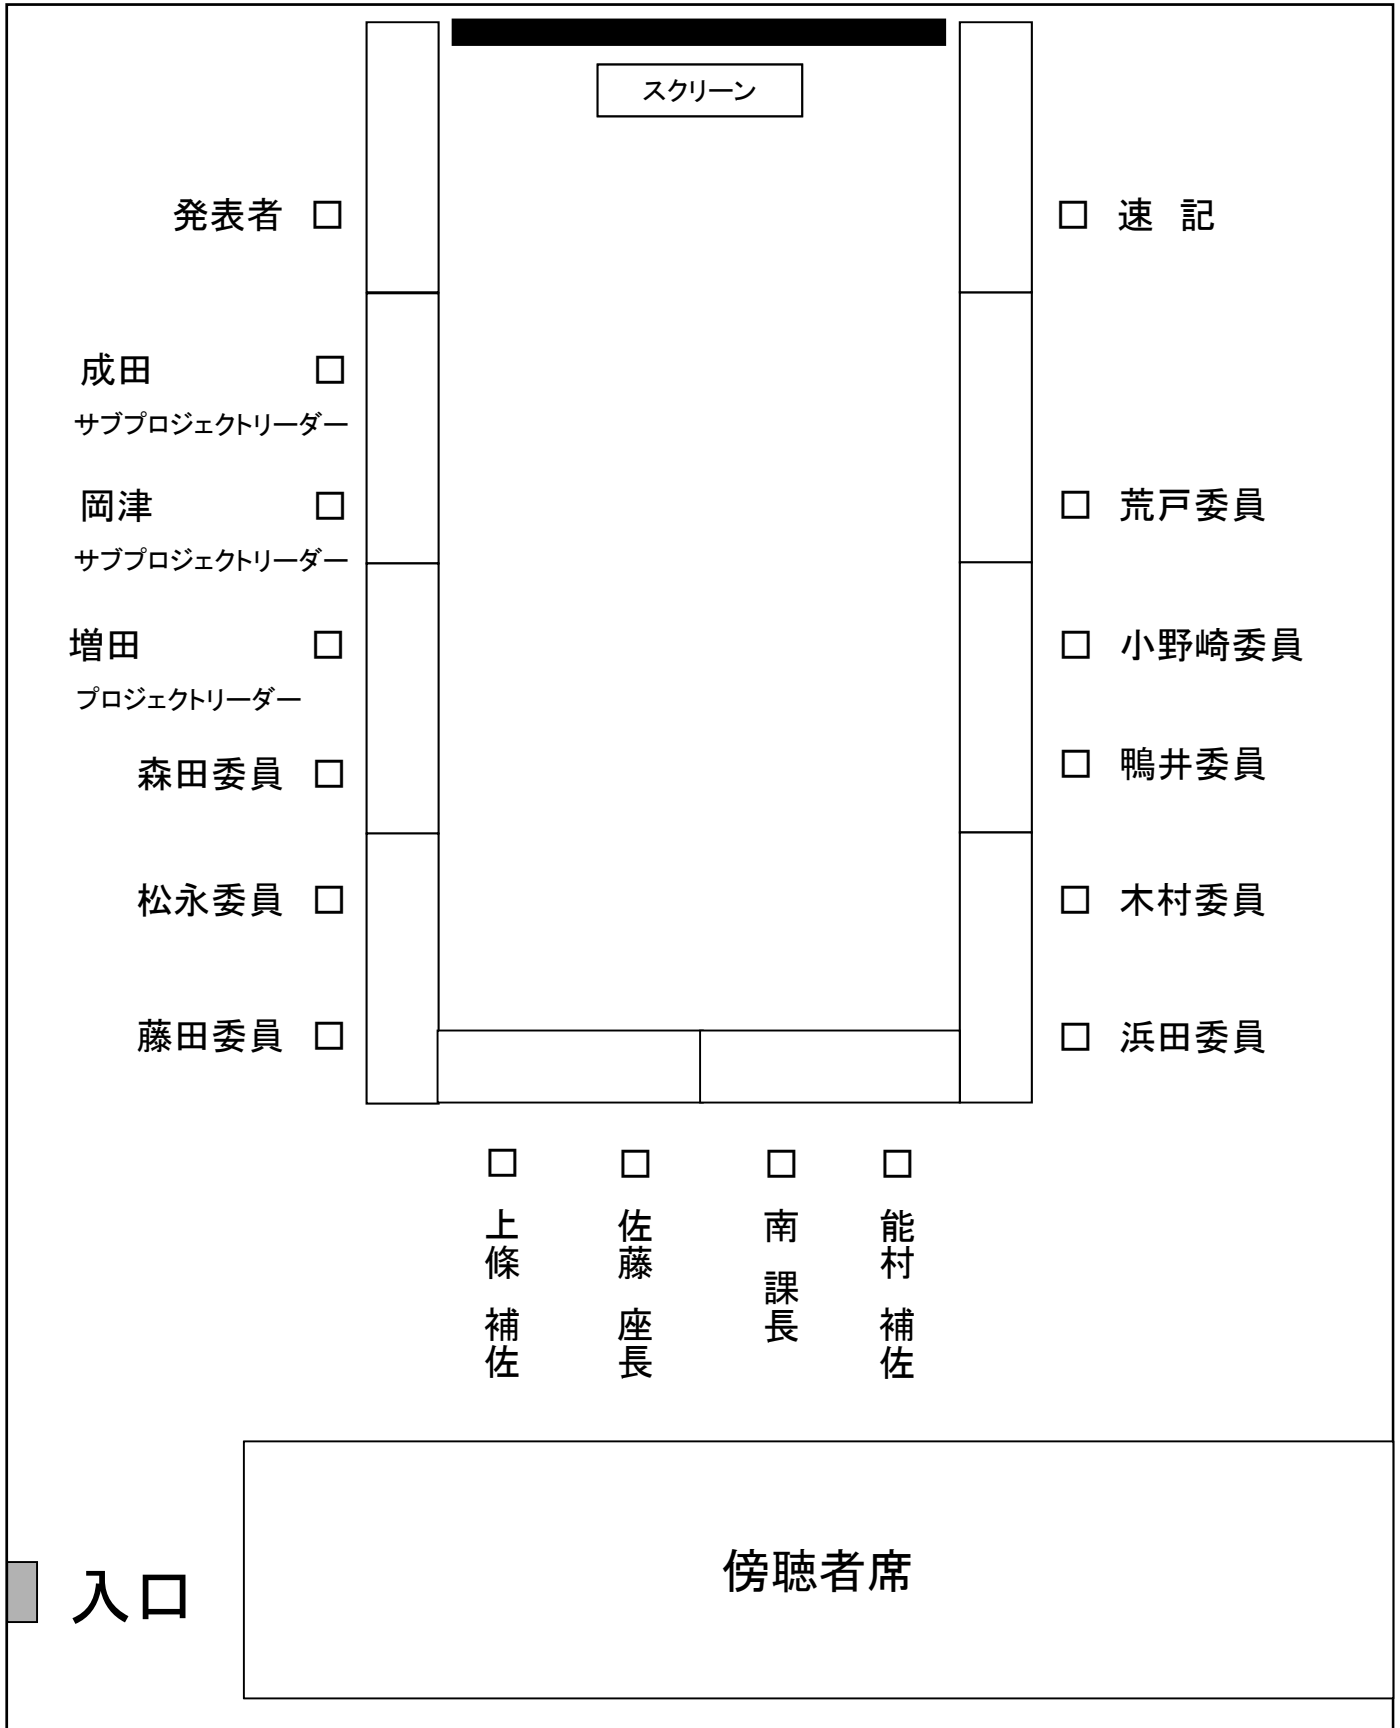 スクリーン
発表者 □
□ 速 記
成田 □
サブプロジェクトリーダー
岡津 □
サブプロジェクトリーダー
□ 荒戸委員
増田 □
プロジェクトリーダー
□ 小野崎委員
森田委員 □
□ 鴨井委員
松永委員 □
□ 木村委員
藤田委員 □
□ 浜田委員
□ 上條 補佐
□ 佐藤 座長
□ 南 課長
□ 能村 補佐
傍聴者席
入口